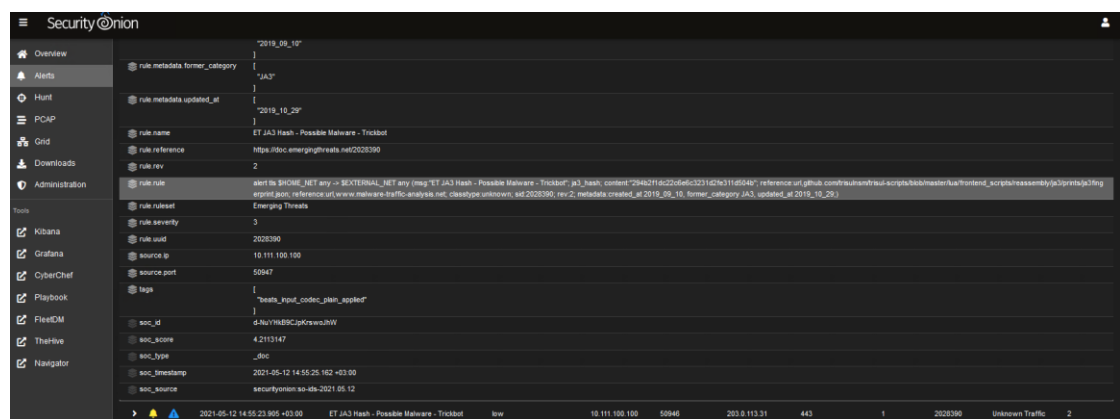 Security Onion
Overview
Alerts
Hunt
PCAP
Grid
Downloads
Administration
Tools
Kibana
Grafana
CyberChef
Playbook
FleetDM
TheHive
Navigator
"2019_09_10"
]
rule.metadata.former_category [
"JA3"
]
rule.metadata.updated_at [
"2019_10_29"
]
rule.name ET JA3 Hash - Possible Malware - Trickbot
rule.reference https://doc.emergingthreats.net/2028390
rule.rev 2
rule.rule alert tls $HOME_NET any -> $EXTERNAL_NET any (msg:"ET JA3 Hash - Possible Malware - Trickbot"; ja3_hash; content:"294b2f1dc22c6e6c3231d2fe311d504b"; reference:url,github.com/trisulnsm/trisul-scripts/blob/master/lua/frontend_scripts/reassembly/ja3/prints/ja3fing
erprint.json; reference:url,www.malware-traffic-analysis.net; classtype:unknown; sid:2028390; rev:2; metadata:created_at 2019_09_10, former_category JA3, updated_at 2019_10_29;)
rule.ruleset Emerging Threats
rule.severity 3
rule.uuid 2028390
source.ip 10.111.100.100
source.port 50947
tags [
"beats_input_codec_plain_applied"
]
soc_id d-NuYHkB9CJpKrswoJhW
soc_score 4.2113147
soc_type _doc
soc_timestamp 2021-05-12 14:55:25.162 +03:00
soc_source securityonion:so-ids-2021.05.12
2021-05-12 14:55:23.905 +03:00 ET JA3 Hash - Possible Malware - Trickbot low 10.111.100.100 50946 203.0.113.31 443 1 2028390 Unknown Traffic 2